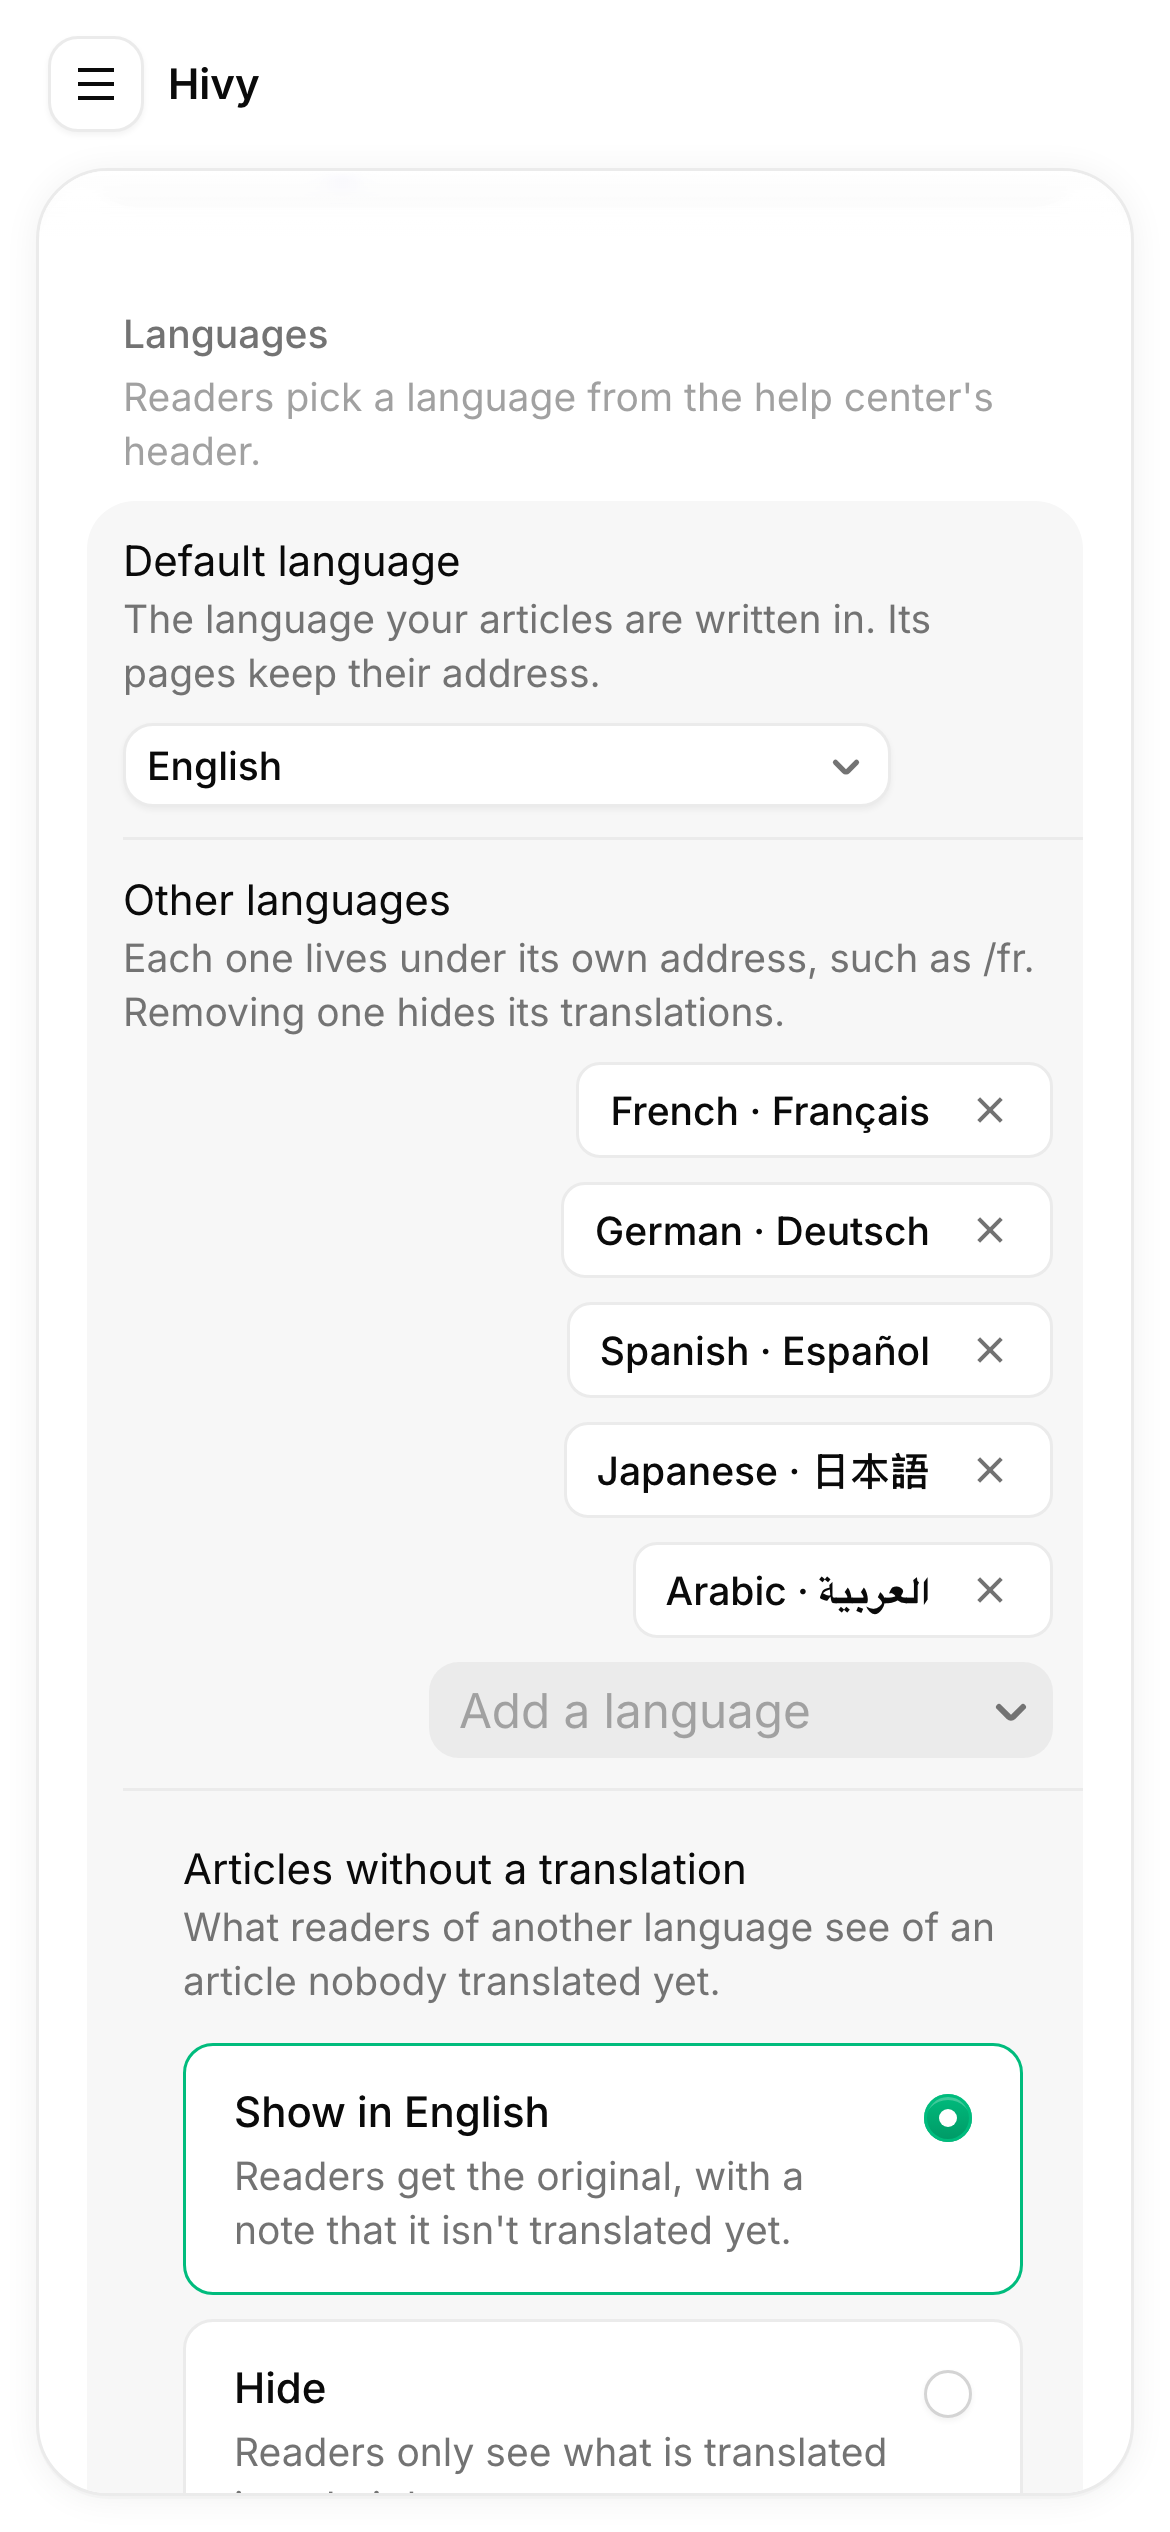 Hivy
Languages
Readers pick a language from the help center's
header.
Default language
The language your articles are written in. Its
pages keep their address.
English
Other languages
Each one lives under its own address, such as /fr.
Removing one hides its translations.
French · Français
German · Deutsch
Spanish · Español
Japanese · 日本語
Arabic · العربية
Add a language
Articles without a translation
What readers of another language see of an
article nobody translated yet.
Show in English
Readers get the original, with a
note that it isn't translated yet.
Hide
Readers only see what is translated